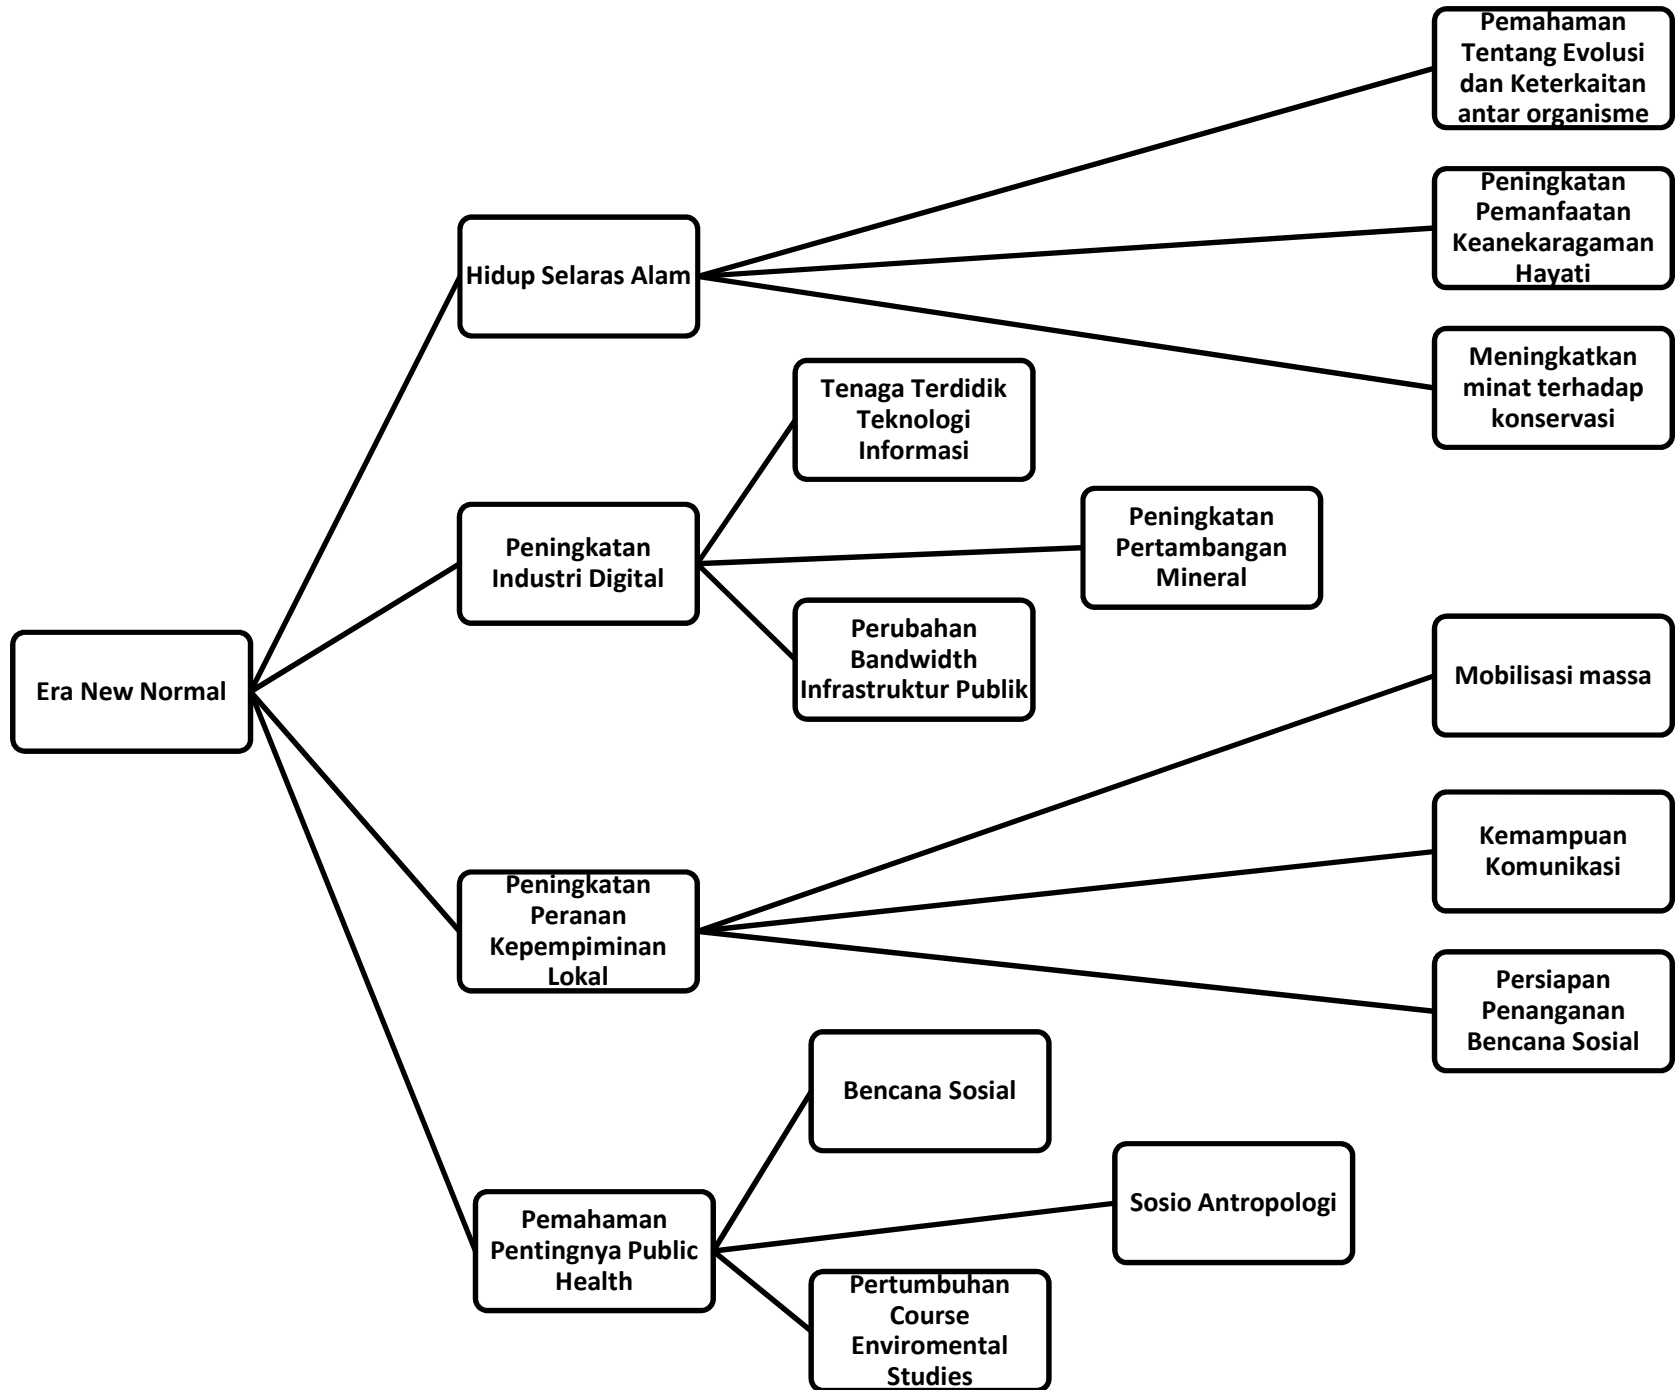 Era New Normal
Hidup Selaras Alam
Pemahaman
Tentang Evolusi
dan Keterkaitan
antar organisme
Peningkatan
Pemanfaatan
Keanekaragaman
Hayati
Meningkatkan
minat terhadap
konservasi
Peningkatan
Industri Digital
Tenaga Terdidik
Teknologi
Informasi
Peningkatan
Pertambangan
Mineral
Perubahan
Bandwidth
Infrastruktur Publik
Peningkatan
Peranan
Kepempiminan
Lokal
Mobilisasi massa
Kemampuan
Komunikasi
Persiapan
Penanganan
Bencana Sosial
Pemahaman
Pentingnya Public
Health
Bencana Sosial
Sosio Antropologi
Pertumbuhan
Course
Enviromental
Studies